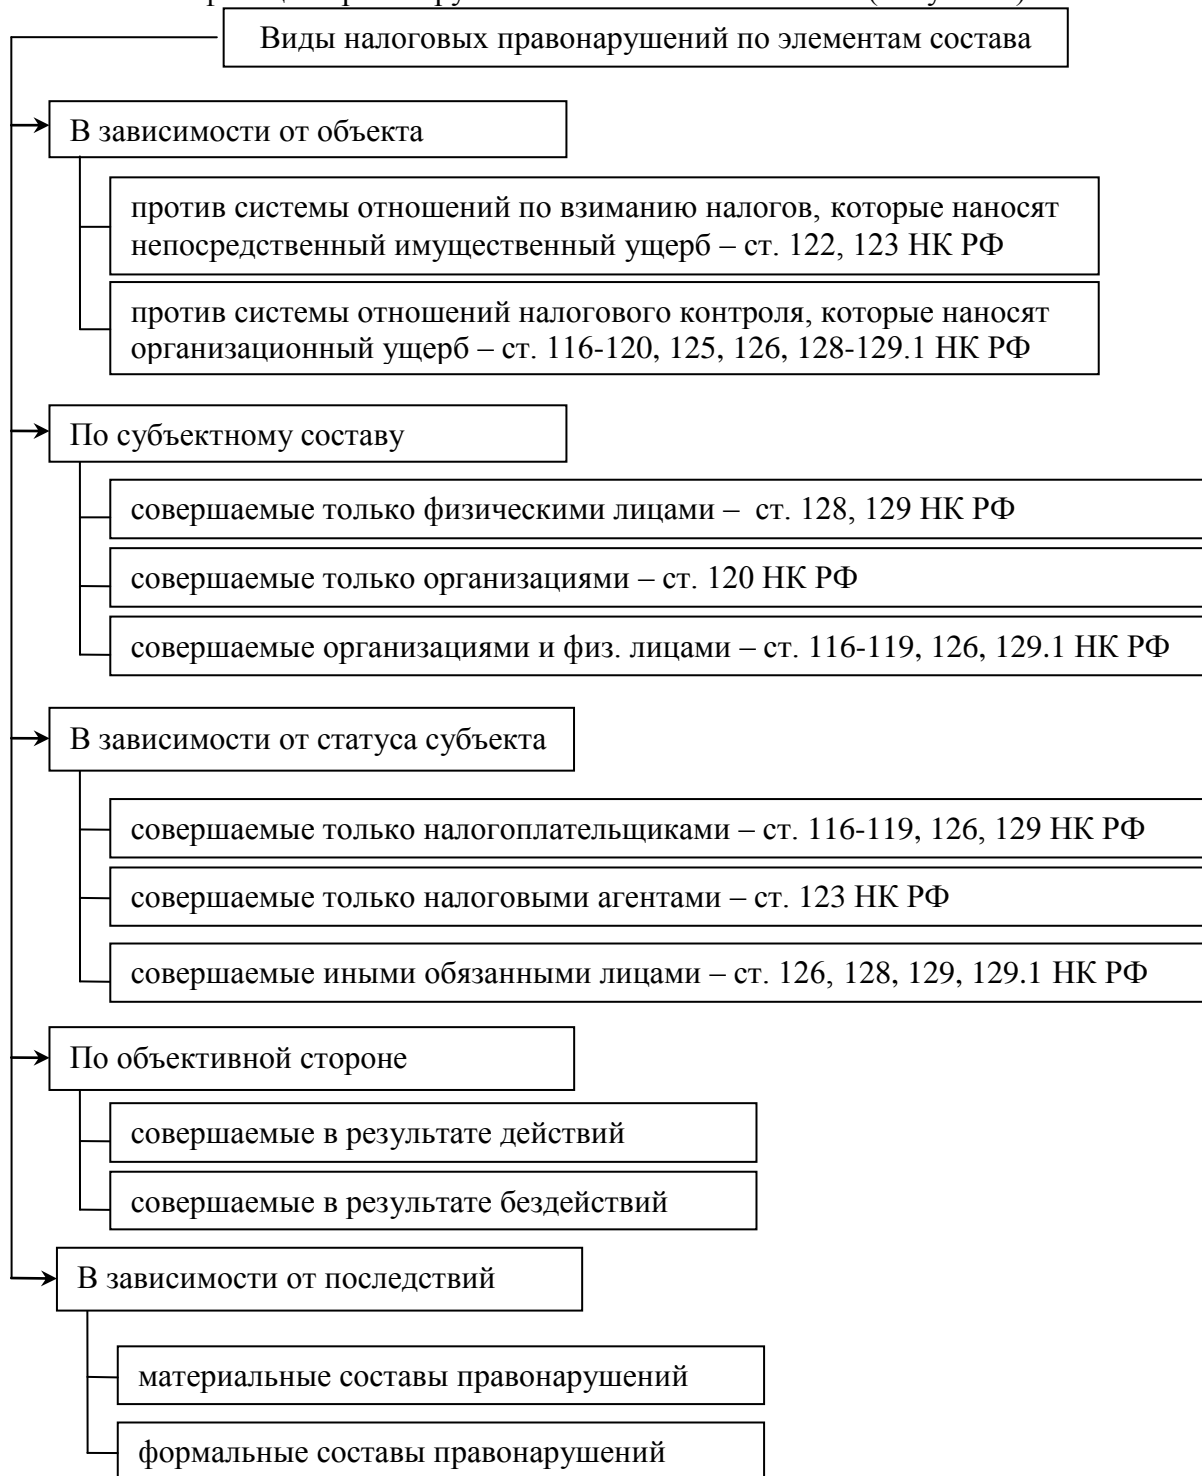 Виды налоговых правонарушений по элементам состава
В зависимости от объекта
против системы отношений по взиманию налогов, которые наносят
непосредственный имущественный ущерб – ст. 122, 123 НК РФ
против системы отношений налогового контроля, которые наносят
организационный ущерб – ст. 116-120, 125, 126, 128-129.1 НК РФ
По субъектному составу
совершаемые только физическими лицами – ст. 128, 129 НК РФ
совершаемые только организациями – ст. 120 НК РФ
совершаемые организациями и физ. лицами – ст. 116-119, 126, 129.1 НК РФ
В зависимости от статуса субъекта
совершаемые только налогоплательщиками – ст. 116-119, 126, 129 НК РФ
совершаемые только налоговыми агентами – ст. 123 НК РФ
совершаемые иными обязанными лицами – ст. 126, 128, 129, 129.1 НК РФ
По объективной стороне
совершаемые в результате действий
совершаемые в результате бездействий
В зависимости от последствий
материальные составы правонарушений
формальные составы правонарушений